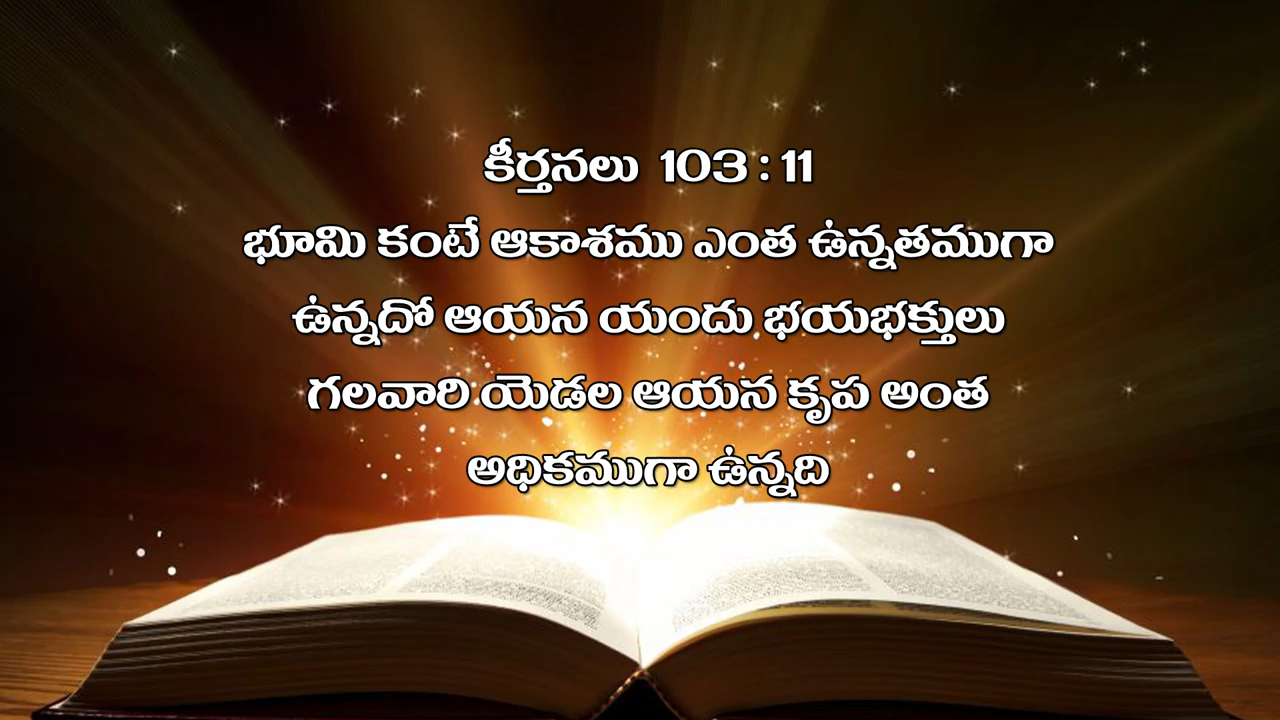 కీర్తనలు 103 : 11
భూమి కంటే ఆకాశము ఎంత ఉన్నతముగా
ఉన్నదో ఆయన యందు భయభక్తులు
గలవారి యెడల ఆయన కృప అంత
అధికముగా ఉన్నది